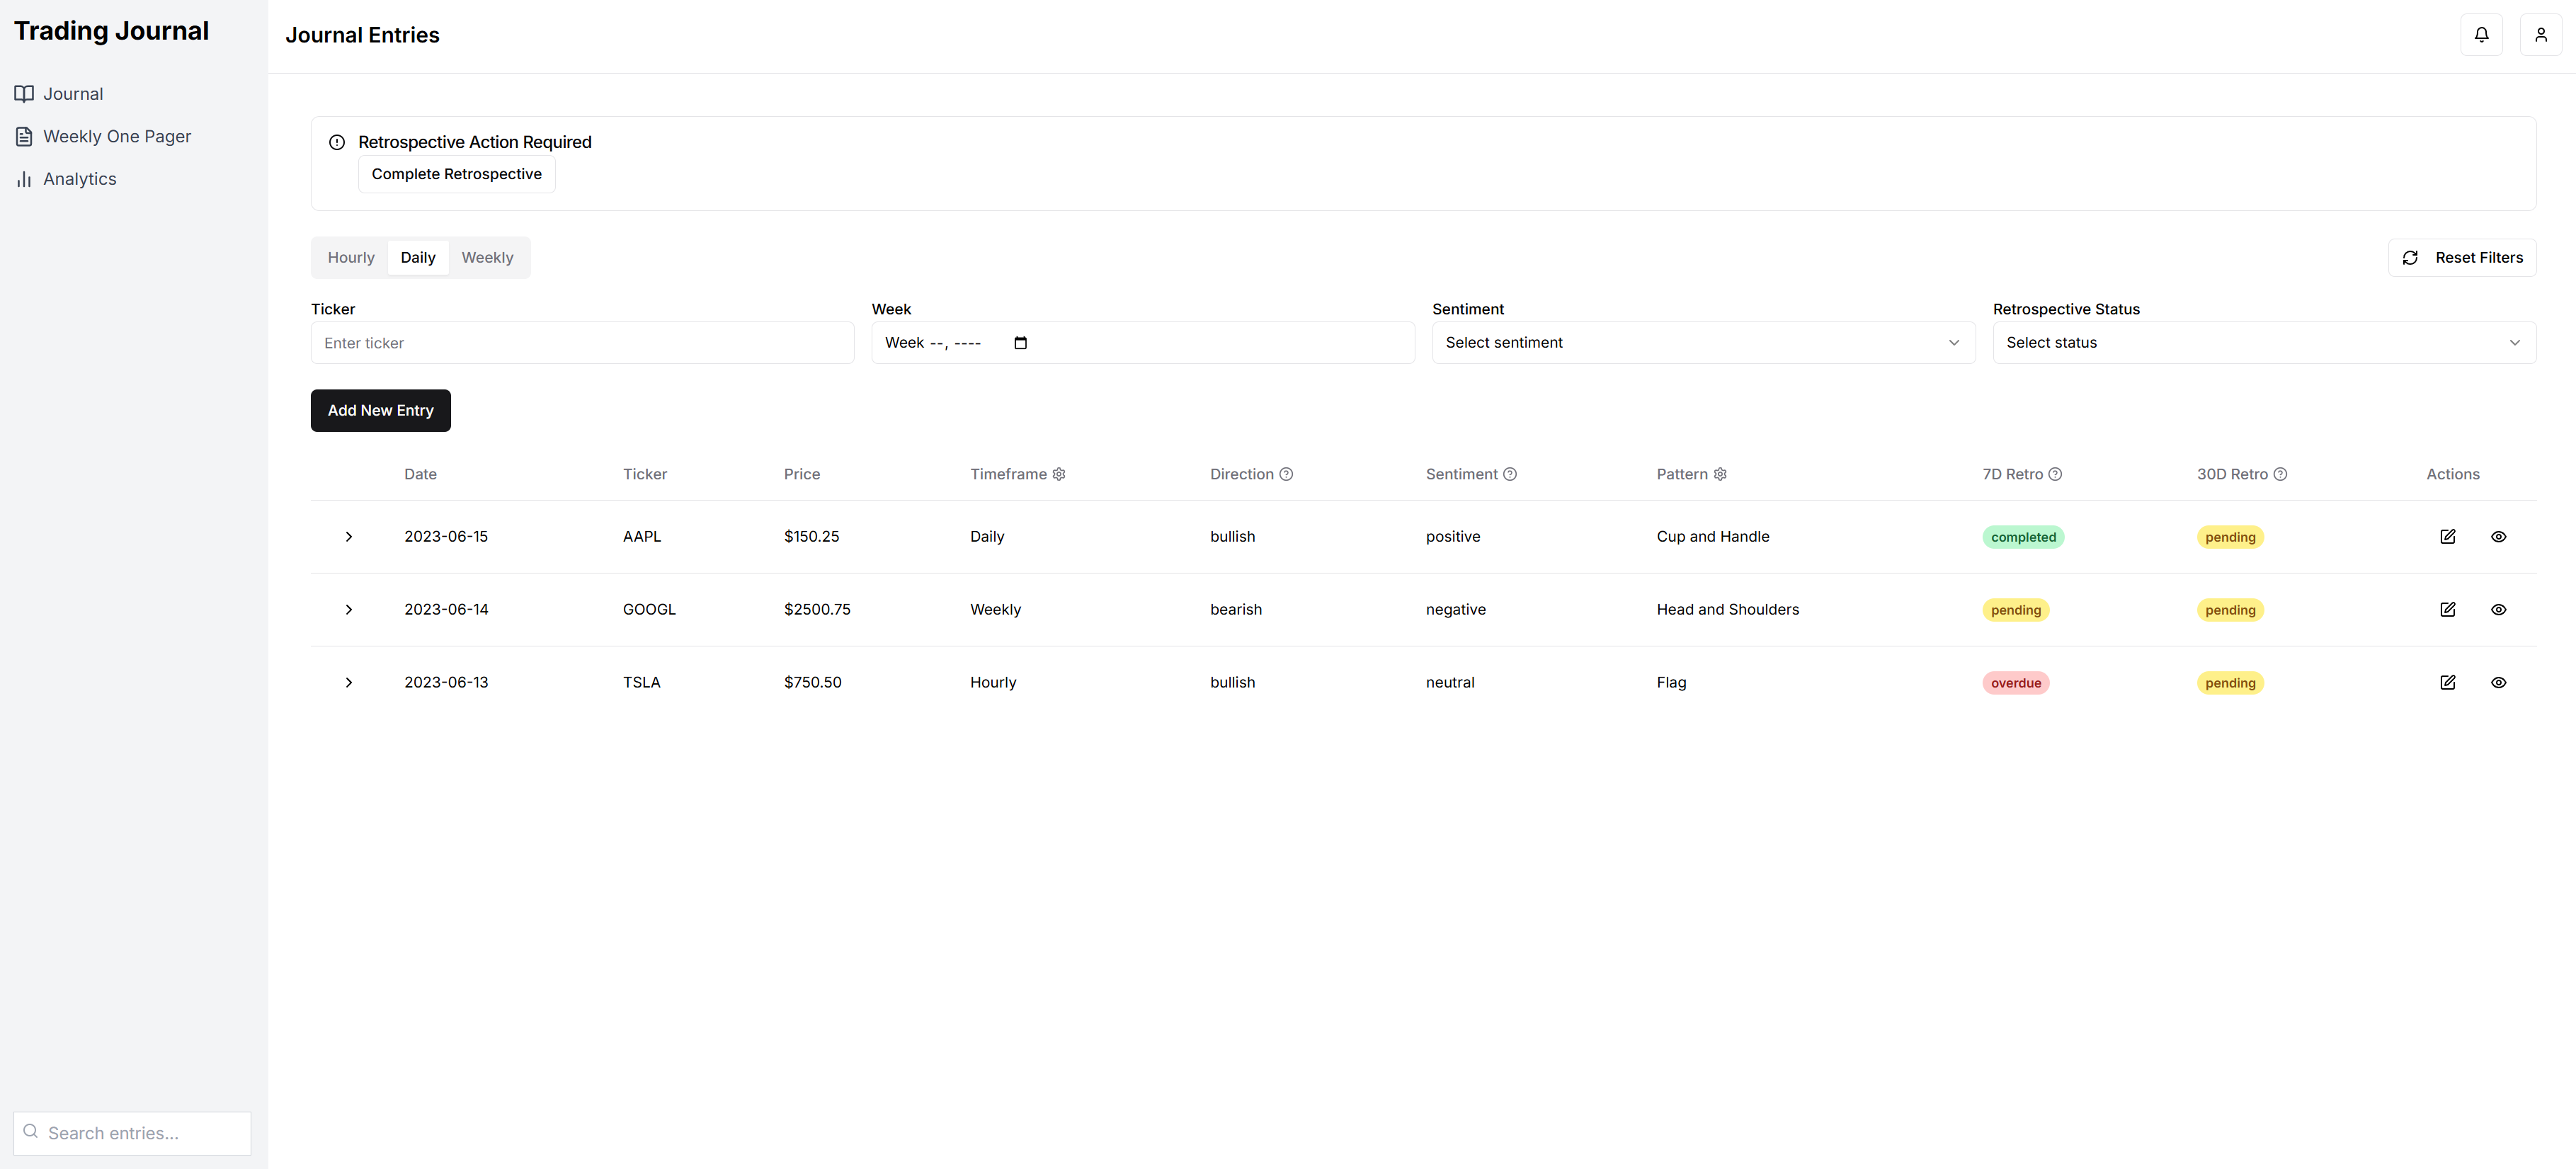 Trading Journal
Journal
Weekly One Pager
Analytics
Search entries...
Journal Entries
Retrospective Action Required
Complete Retrospective
Hourly Daily Weekly
Reset Filters
Ticker Week Sentiment Retrospective Status
Enter ticker Week --, ---- Select sentiment Select status
Add New Entry
Date Ticker Price Timeframe Direction Sentiment Pattern 7D Retro 30D Retro Actions
2023-06-15 AAPL $150.25 Daily bullish positive Cup and Handle completed pending
2023-06-14 GOOGL $2500.75 Weekly bearish negative Head and Shoulders pending pending
2023-06-13 TSLA $750.50 Hourly bullish neutral Flag overdue pending